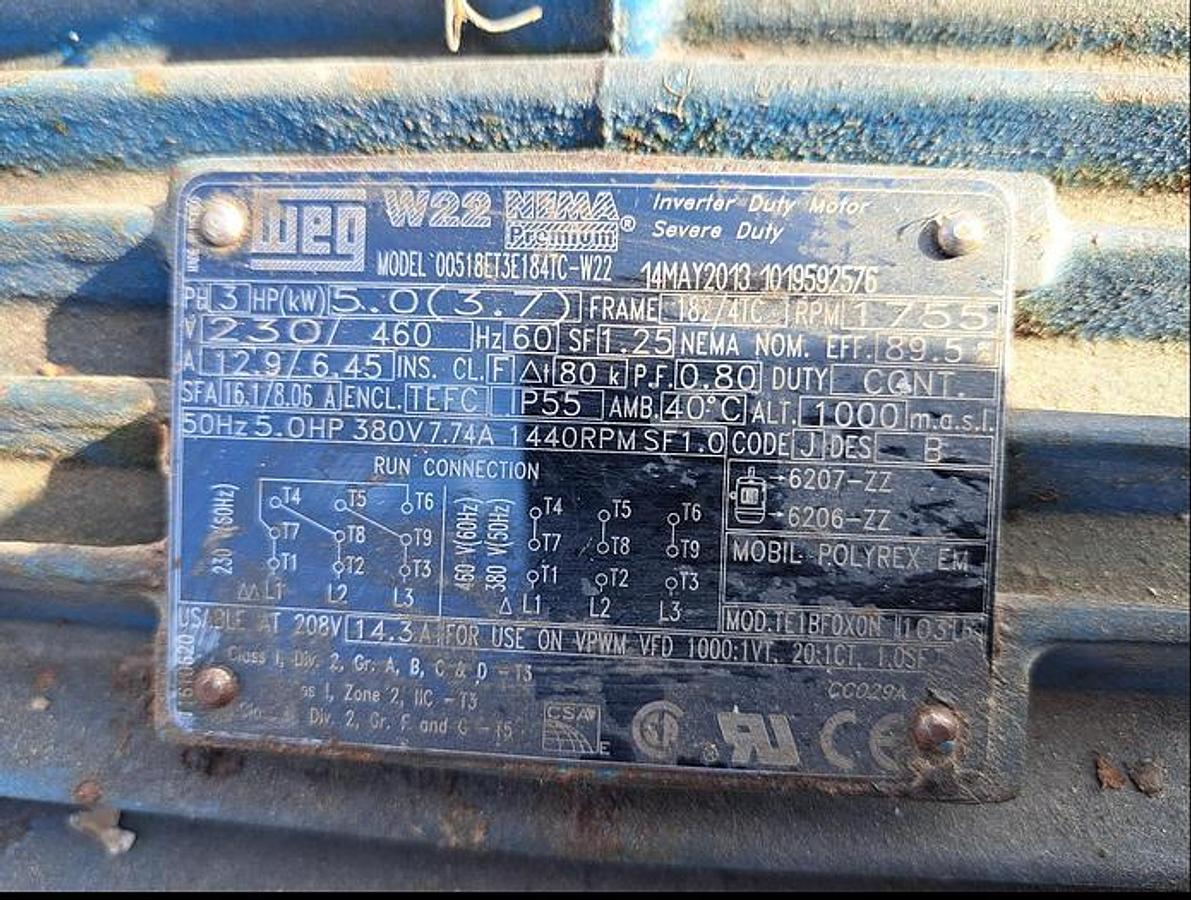 WEG W22 NEMA Premium® Inverter Duty Motor
Severe Duty
MODEL 00518ET3E184TC-W22 14MAY2013 1019592576
PH 3 HP(kW) 5.0(3.7) FRAME 182/4TC RPM 1755
V 230/ 460 Hz 60 SF 1.25 NEMA NOM. EFF. 89.5 %
A 12.9/6.45 INS. CL. F Δt 80 k P.F. 0.80 DUTY CONT.
SFA 16.1/8.06 A ENCL. TEFC IP55 AMB. 40°C ALT. 1000 m.a.s.l.
50Hz 5.0HP 380V 7.74A 1440RPM SF1.0 CODE J DES B
RUN CONNECTION
230 V(60Hz)
T4 T5 T6
T7 T8 T9
T1 T2 T3
ΔΔ L1 L2 L3
460 V(60Hz)
380 V(50Hz)
T4 T5 T6
T7 T8 T9
T1 T2 T3
Δ L1 L2 L3
6207-ZZ
6206-ZZ
MOBIL POLYREX EM
MOD.TE1BFOXON 103Lb
USABLE AT 208V 14.3 A FOR USE ON VPWM VFD 1000:1VT, 20:1CT, 1.0SF
Class I, Div. 2, Gr. A, B, C & D -T3
I, Zone 2, IIC -T3
Div. 2, Gr. F and G -T5
CC029A
CSA E
SA ® RU CE